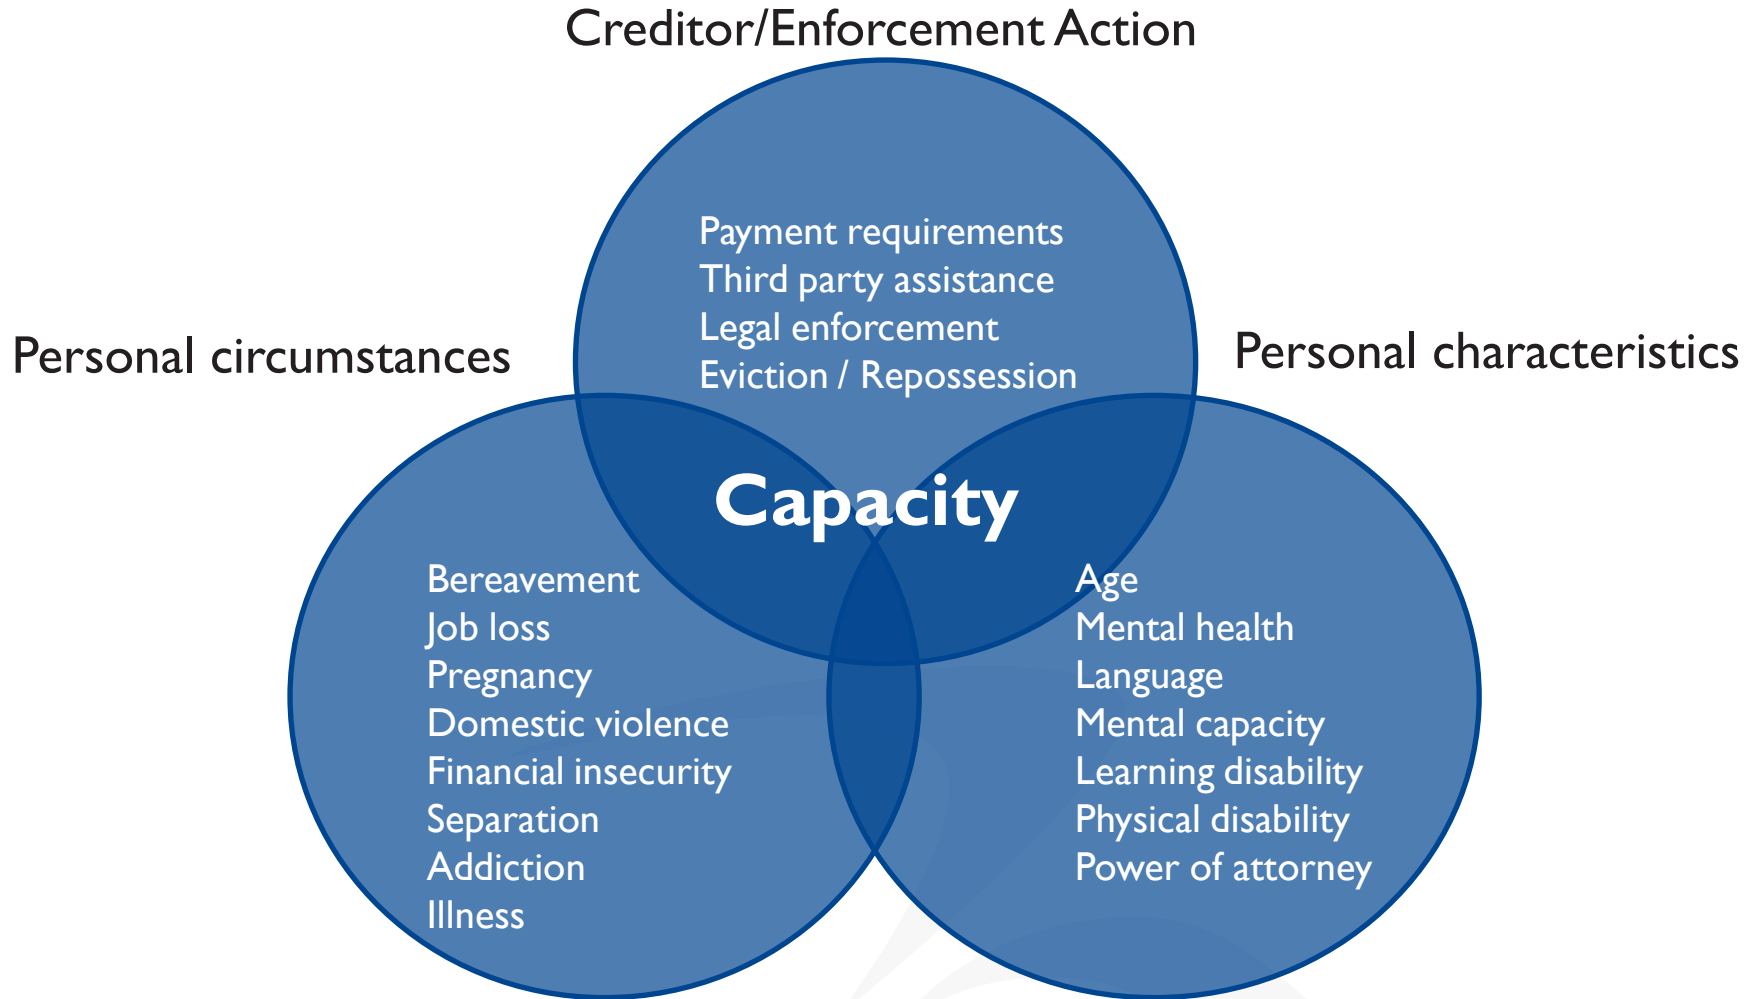 Creditor/Enforcement Action
Payment requirements
Third party assistance
Legal enforcement
Eviction / Repossession
Personal circumstances
Personal characteristics
Capacity
Bereavement
Job loss
Pregnancy
Domestic violence
Financial insecurity
Separation
Addiction
Illness
Age
Mental health
Language
Mental capacity
Learning disability
Physical disability
Power of attorney